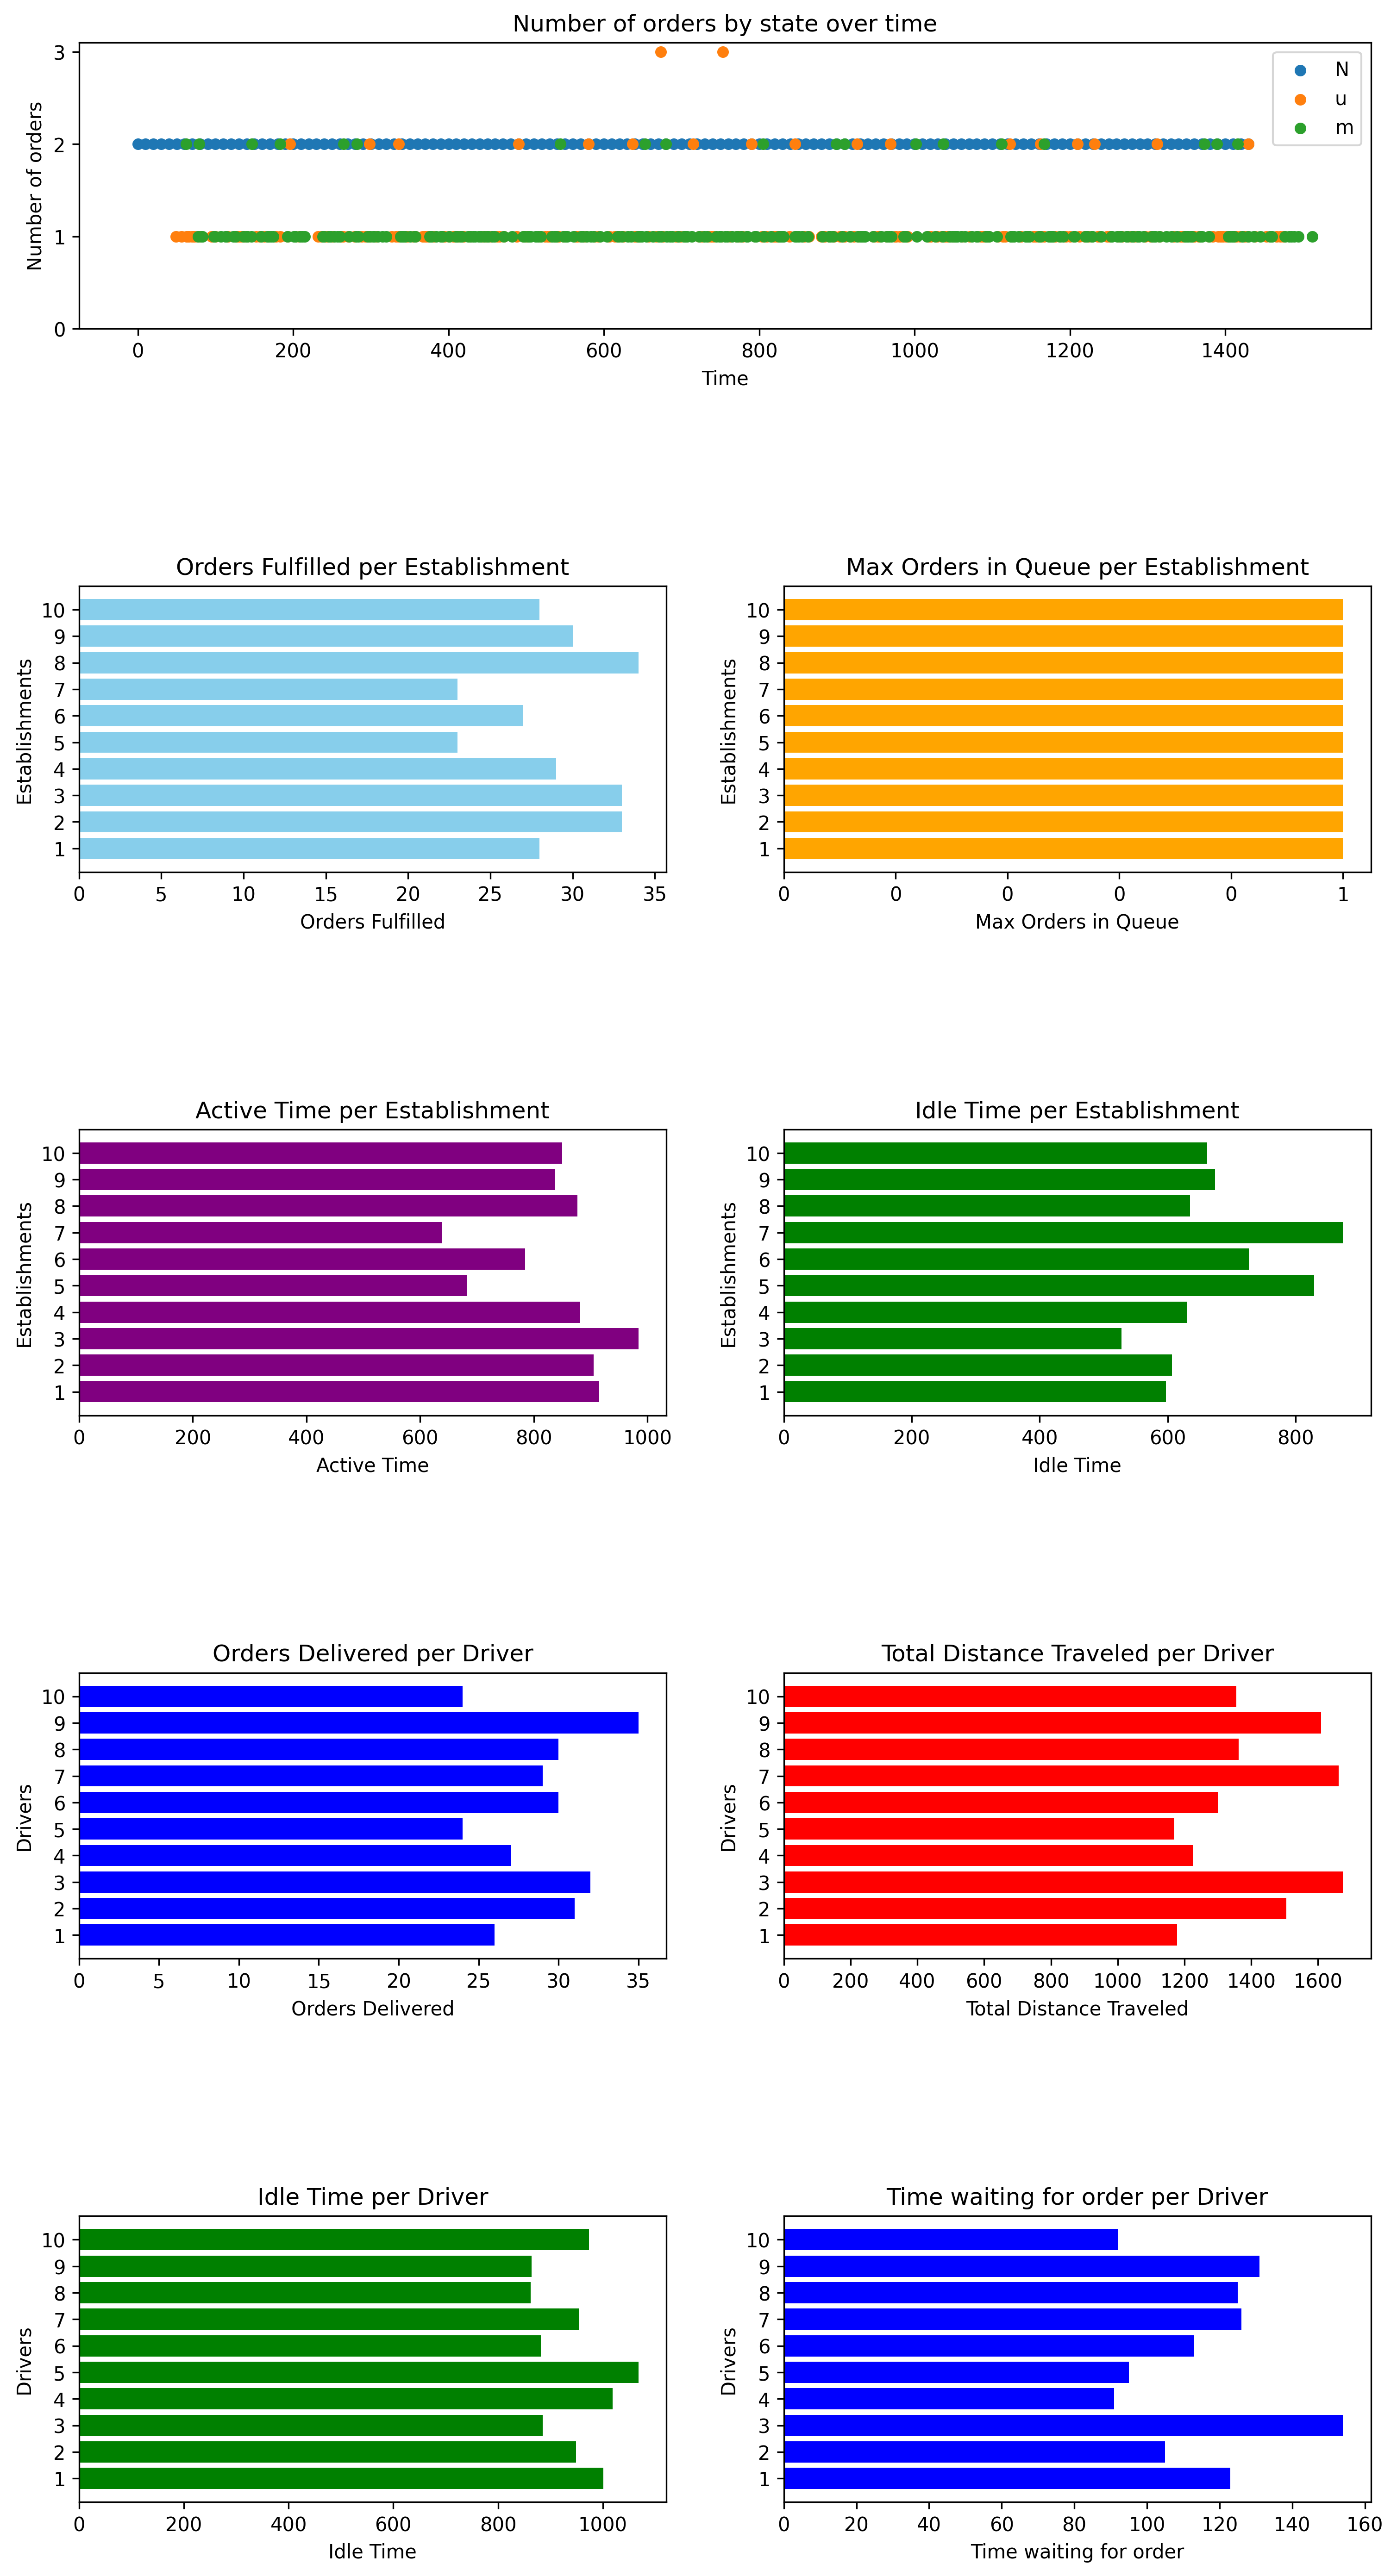 Number of orders by state over time
Number of orders
3
2
1
0
N
u
m
0 200 400 600 800 1000 1200 1400
Time
Orders Fulfilled per Establishment
Establishments
10
9
8
7
6
5
4
3
2
1
0 5 10 15 20 25 30 35
Orders Fulfilled
Max Orders in Queue per Establishment
Establishments
10
9
8
7
6
5
4
3
2
1
0 0 0 0 0 1
Max Orders in Queue
Active Time per Establishment
Establishments
10
9
8
7
6
5
4
3
2
1
0 200 400 600 800 1000
Active Time
Idle Time per Establishment
Establishments
10
9
8
7
6
5
4
3
2
1
0 200 400 600 800
Idle Time
Orders Delivered per Driver
Drivers
10
9
8
7
6
5
4
3
2
1
0 5 10 15 20 25 30 35
Orders Delivered
Total Distance Traveled per Driver
Drivers
10
9
8
7
6
5
4
3
2
1
0 200 400 600 800 1000 1200 1400 1600
Total Distance Traveled
Idle Time per Driver
Drivers
10
9
8
7
6
5
4
3
2
1
0 200 400 600 800 1000
Idle Time
Time waiting for order per Driver
Drivers
10
9
8
7
6
5
4
3
2
1
0 20 40 60 80 100 120 140 160
Time waiting for order